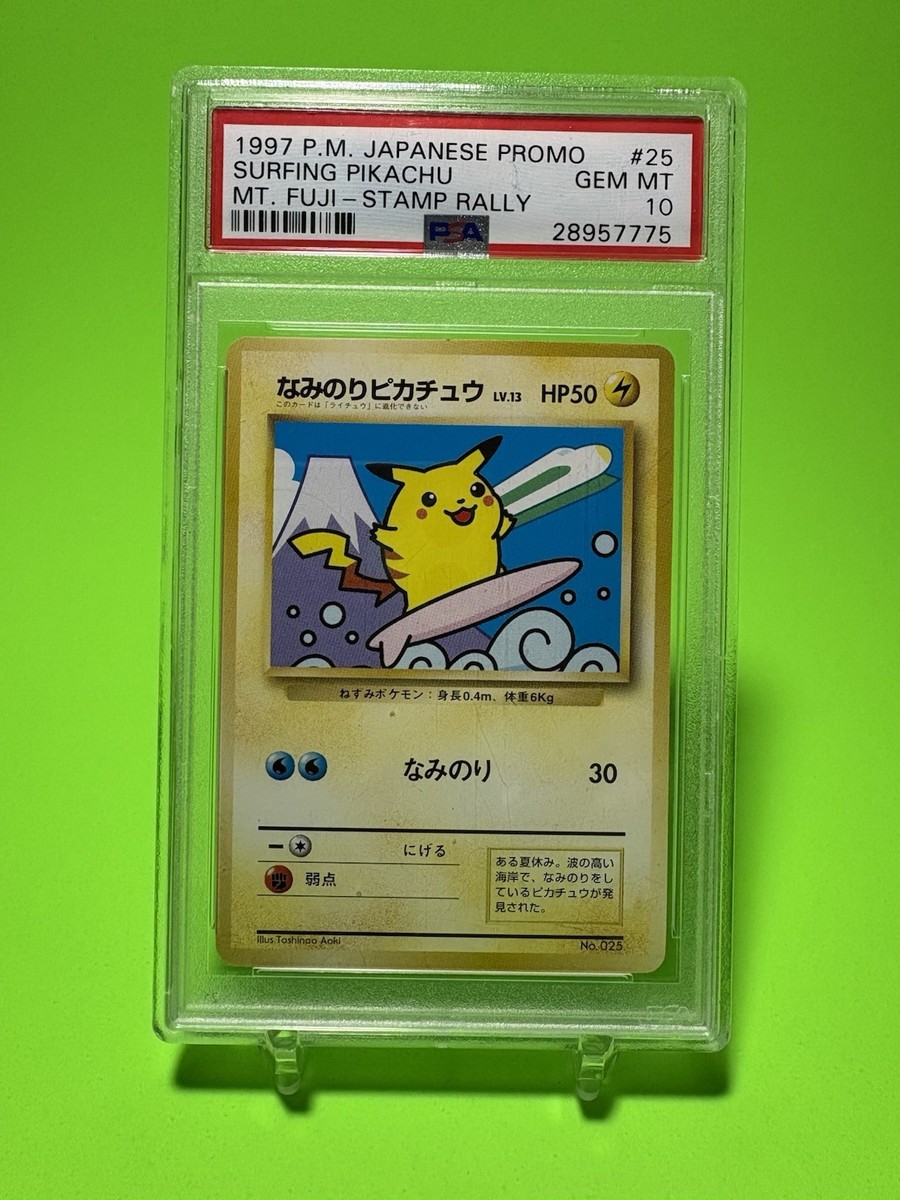 1997 P.M. JAPANESE PROMO #25
SURFING PIKACHU GEM MT
MT. FUJI - STAMP RALLY 10
PSA 28957775
なみのりピカチュウ LV.13 HP50
このカードは「ライチュウ」に進化できない
ねずみポケモン:身長0.4m、体重6Kg
なみのり 30
にげる
弱点
ある夏休み。波の高い
海岸で、なみのりをし
ているピカチュウが発
見された。
Illus.Toshinao Aoki No.025